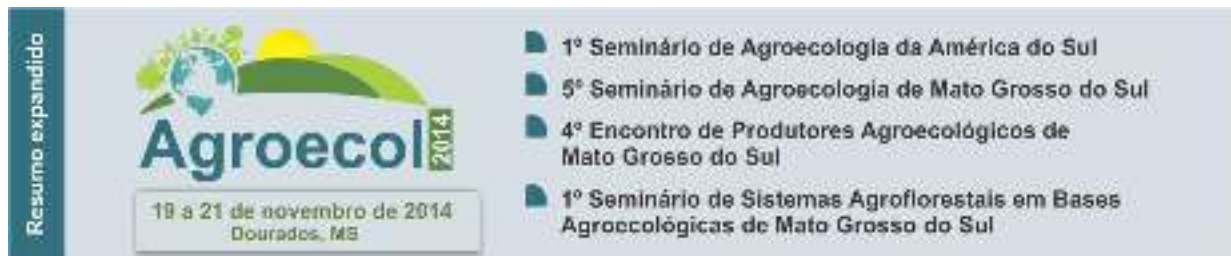 Resumo expandido
Agroecol 2014
19 a 21 de novembro de 2014
Dourados, MS
1º Seminário de Agroecologia da América do Sul
5º Seminário de Agroecologia de Mato Grosso do Sul
4º Encontro de Produtores Agroecológicos de
Mato Grosso do Sul
1º Seminário de Sistemas Agroflorestais em Bases
Agroecológicas de Mato Grosso do Sul